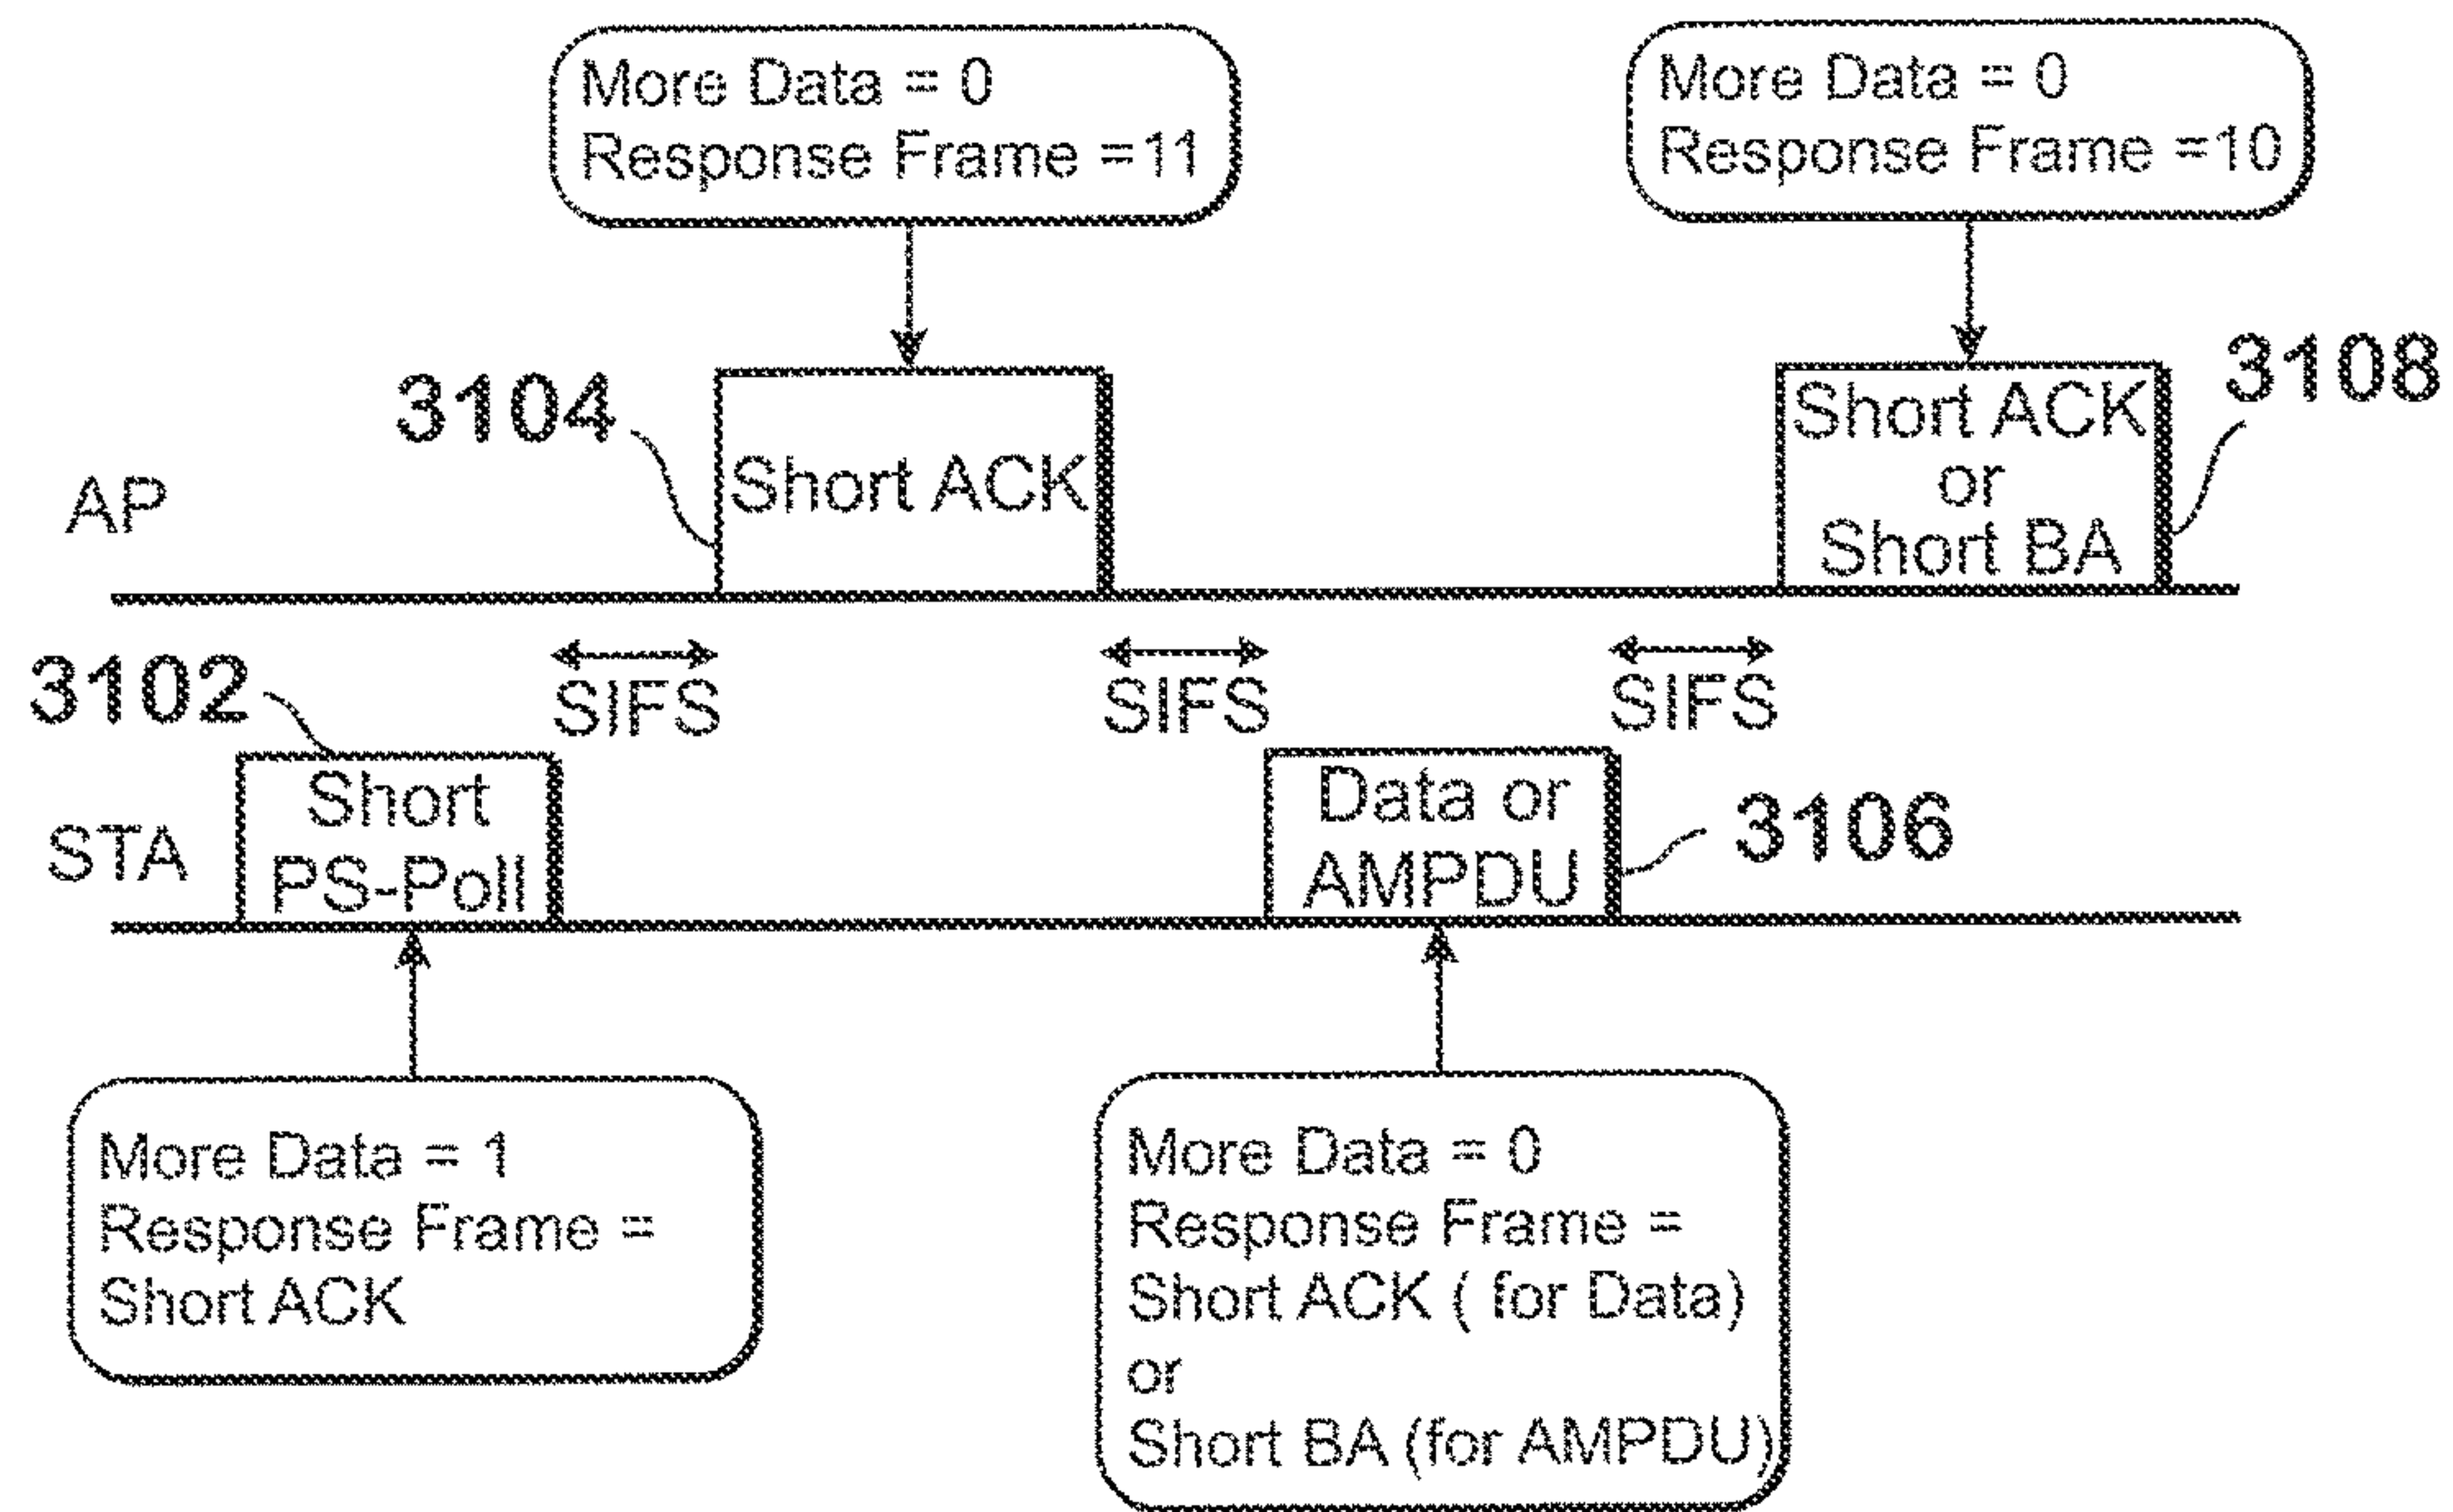 More Data = 0
Response Frame =11
More Data = 0
Response Frame =10
3104
Short ACK
Short ACK
or
Short BA
3108
AP
3102
SIFS
SIFS
SIFS
STA
Short
PS-Poll
Data or
AMPDU
3106
More Data = 1
Response Frame =
Short ACK
More Data = 0
Response Frame =
Short ACK ( for Data)
or
Short BA (for AMPDU)